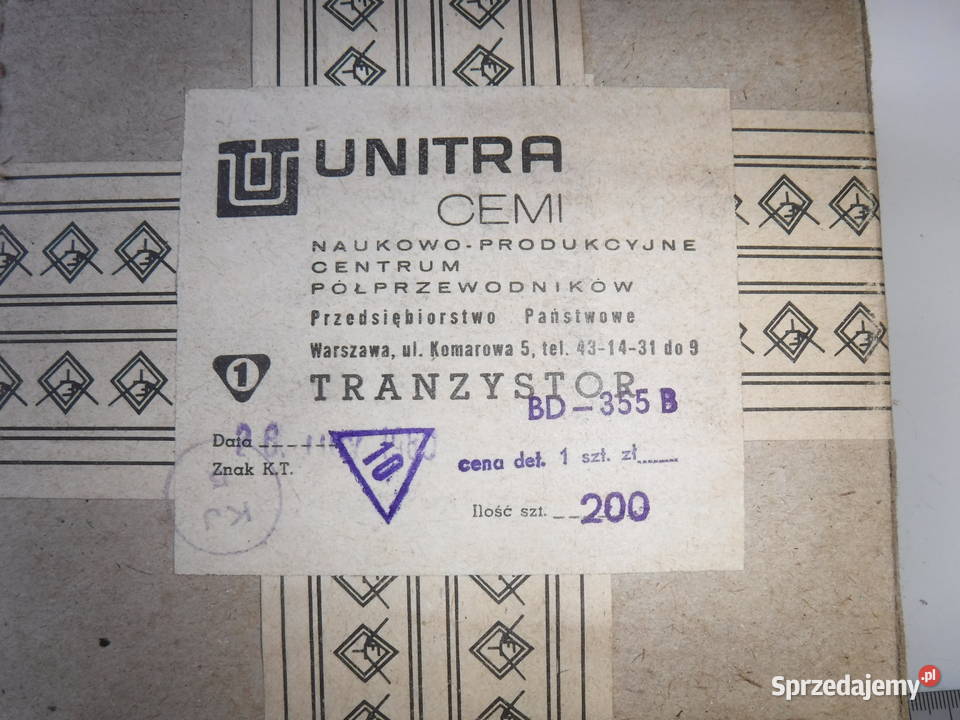 UNITRA
CEMI
NAUKOWO-PRODUKCYJNE
CENTRUM
PÓŁPRZEWODNIKÓW
Przedsiębiorstwo Państwowe
Warszawa, ul. Komarowa 5, tel. 43-14-31 do 9
1 TRANZYSTOR
BD-355 B
Data
10
Znak K.T.
cena det. 1 szt. zł
Ilość szt. 200
Sprzedajemy.pl